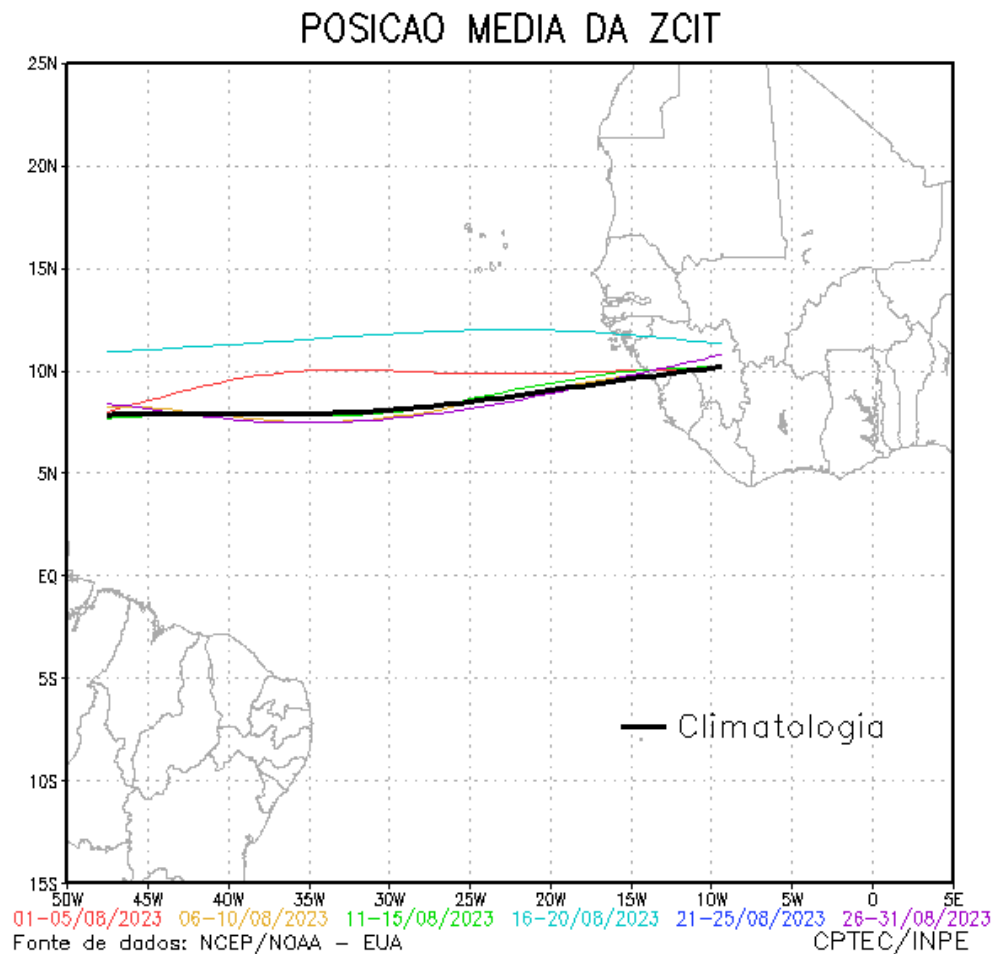 POSICAO MEDIA DA ZCIT
25N
20N
15N
10N
5N
EQ
5S
10S
15S
Climatologia
50W 45W 40W 35W 30W 25W 20W 15W 10W 5W 0 5E
01-05/08/2023 06-10/08/2023 11-15/08/2023 16-20/08/2023 21-25/08/2023 26-31/08/2023
Fonte de dados: NCEP/NOAA - EUA CPTEC/INPE